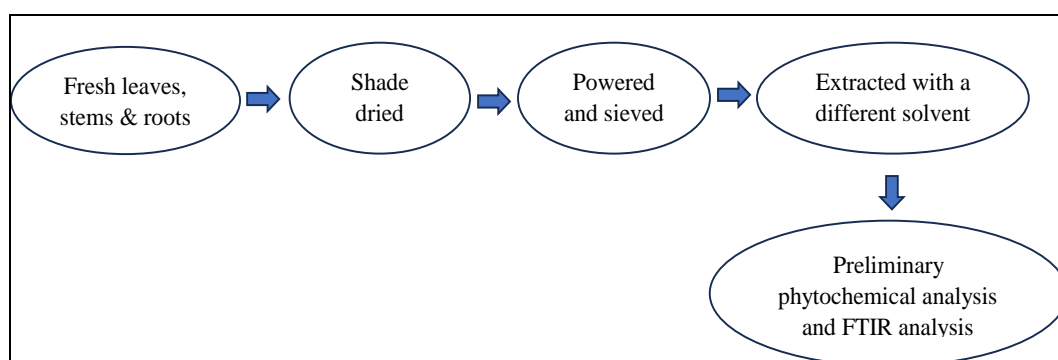 Fresh leaves,
stems & roots
Shade
dried
Powered
and sieved
Extracted with a
different solvent
Preliminary
phytochemical analysis
and FTIR analysis